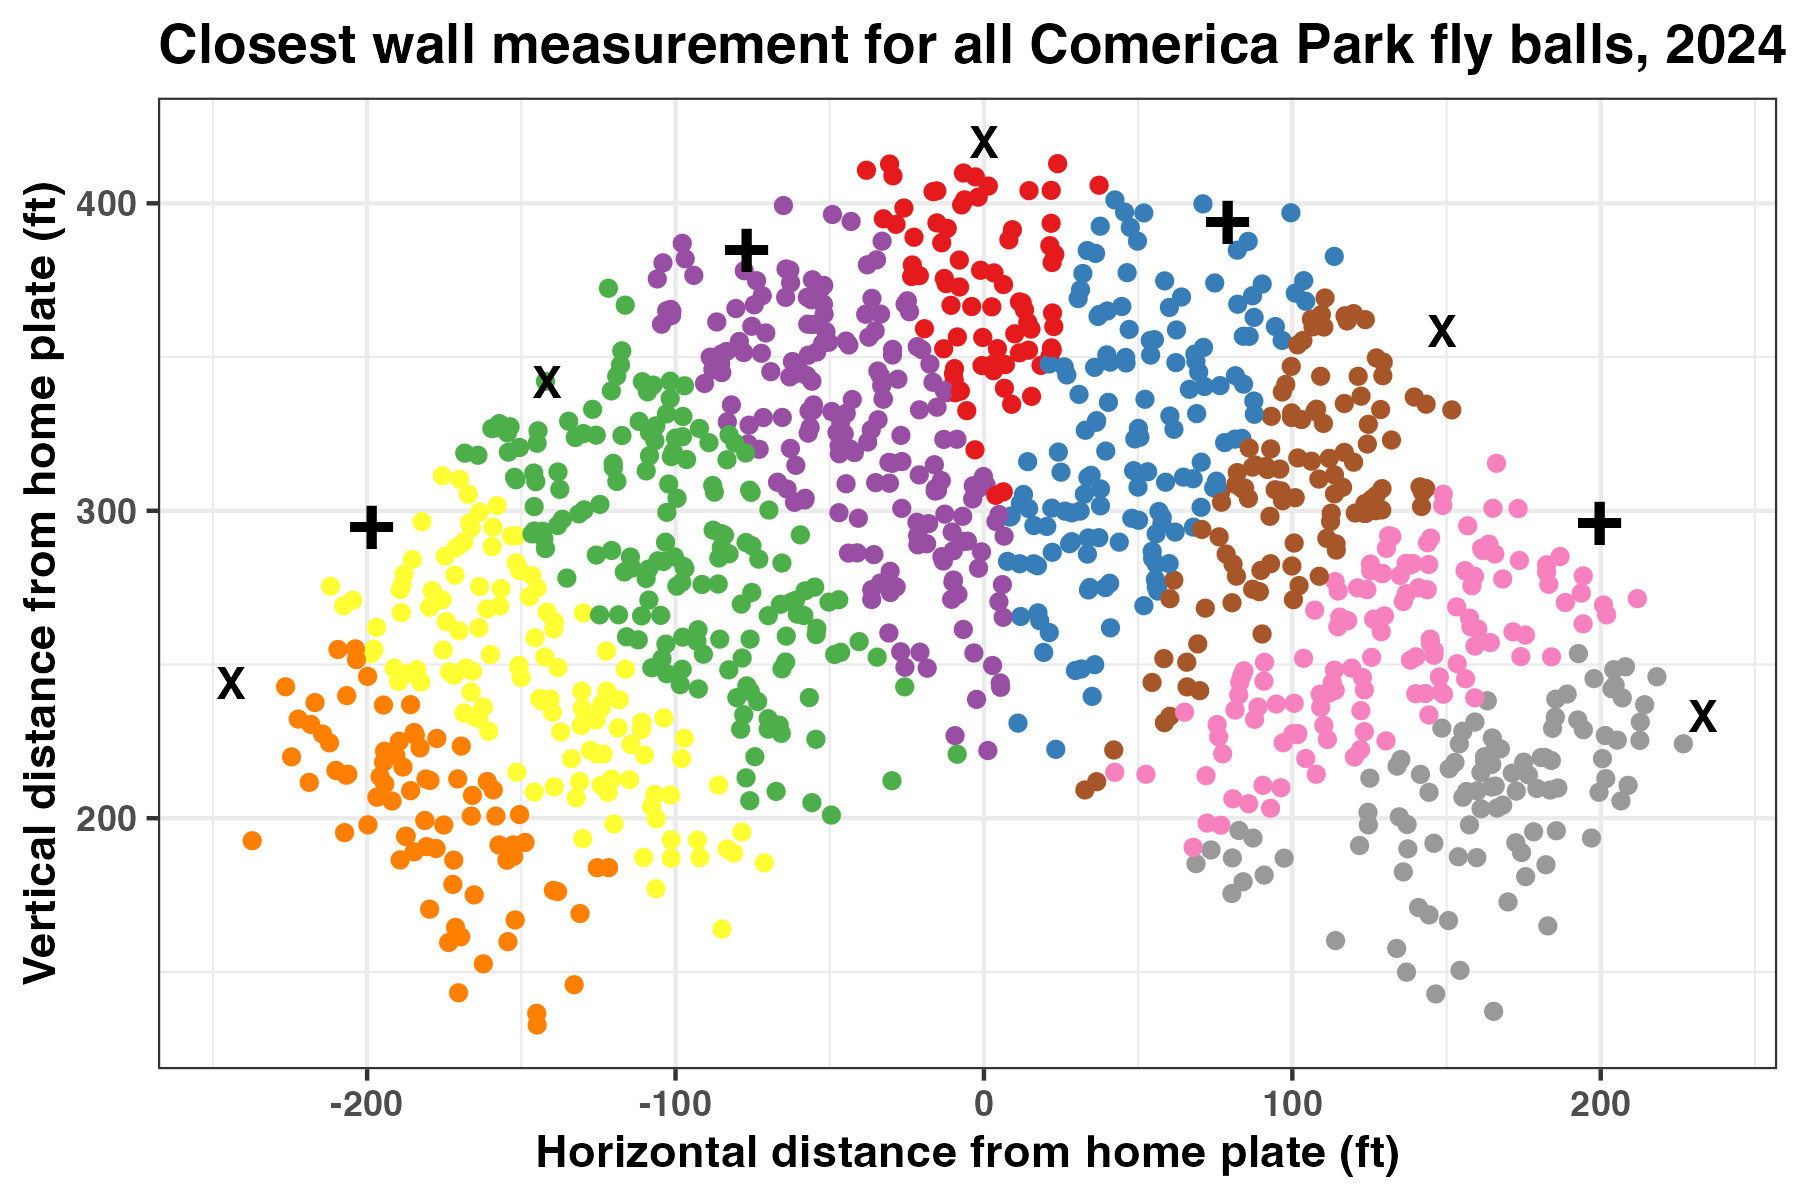 Closest wall measurement for all Comerica Park fly balls, 2024
Vertical distance from home plate (ft)
400
300
200
X
X
X
X
X
-200
-100
0
100
200
Horizontal distance from home plate (ft)